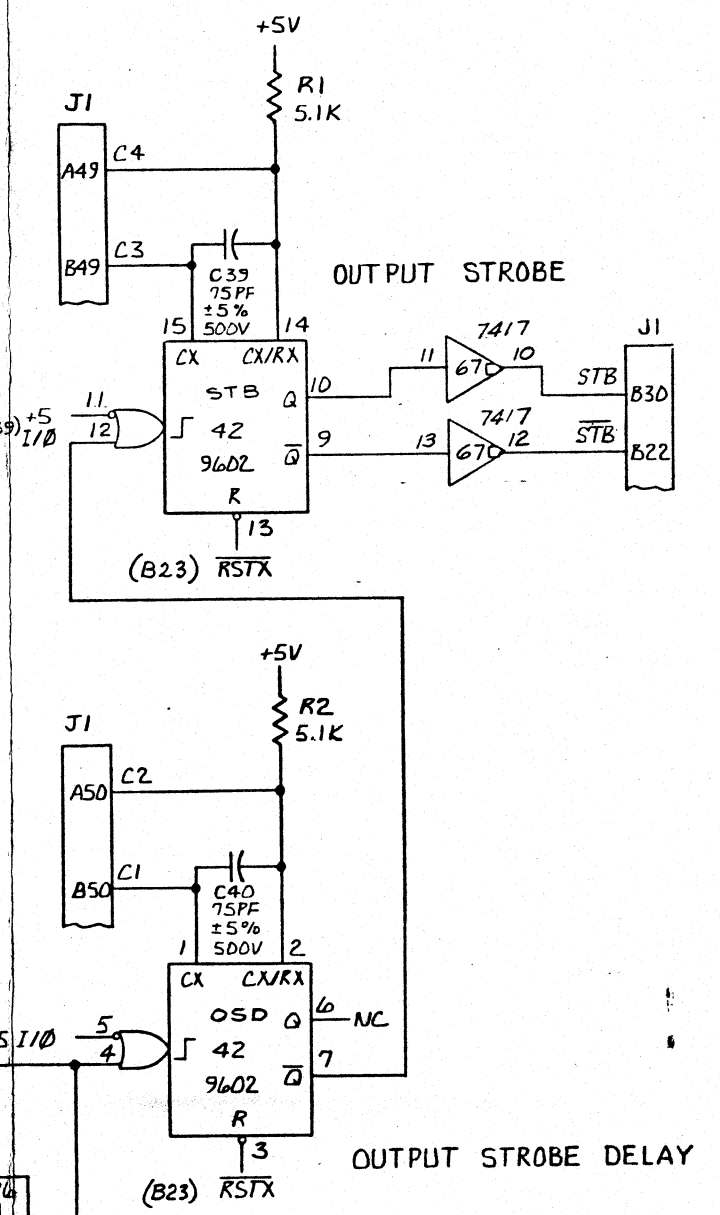 +5V
R1
5.1K
J1
A49
C4
B49
C3
C39
75PF
±5%
500V
OUTPUT STROBE
15
14
CX
CX/RX
STB
42
9602
Q
10
Q̅
9
R
13
(B23) R̅S̅T̅X̅
11
+5
12
I/Ø
11
7417
67
10
13
7417
67
12
J1
STB
B30
S̅T̅B̅
B22
+5V
R2
5.1K
J1
A50
C2
B50
C1
C40
75PF
±5%
500V
1
2
CX
CX/RX
OSD
42
9602
Q
6
NC
Q̅
7
R
3
(B23) R̅S̅T̅X̅
5
4
I/Ø
OUTPUT STROBE DELAY